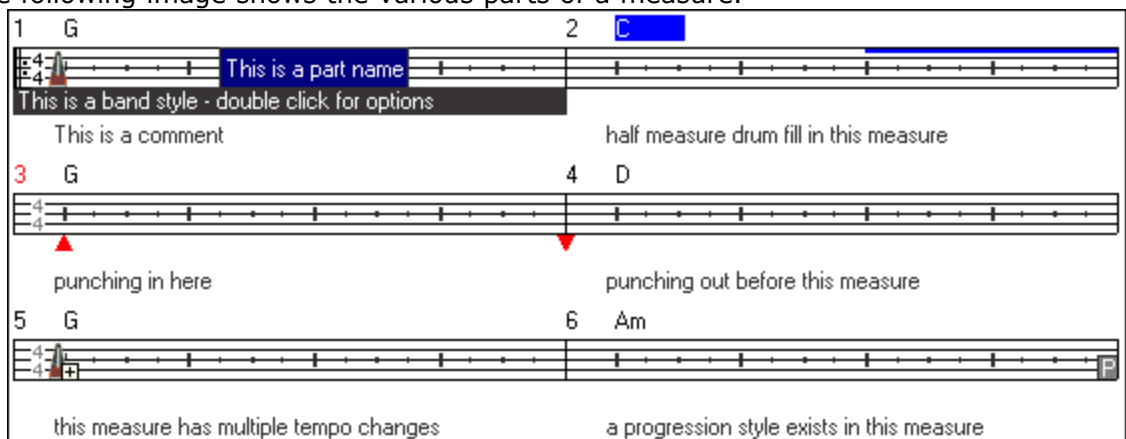 e following image shows the various parts of a measure.
1 G 2 C
4 4 This is a part name
This is a band style - double click for options
This is a comment half measure drum fill in this measure
3 G 4 D
4 4
punching in here punching out before this measure
5 G 6 Am
4 4 + P
this measure has multiple tempo changes a progression style exists in this measure